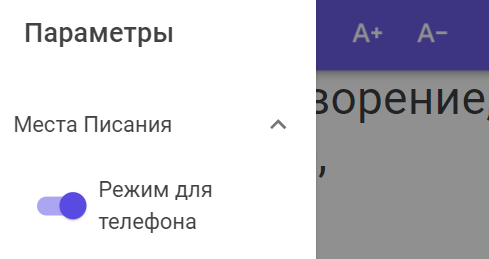 Параметры
A+ A−
Места Писания
Режим для
телефона
ворение,
,